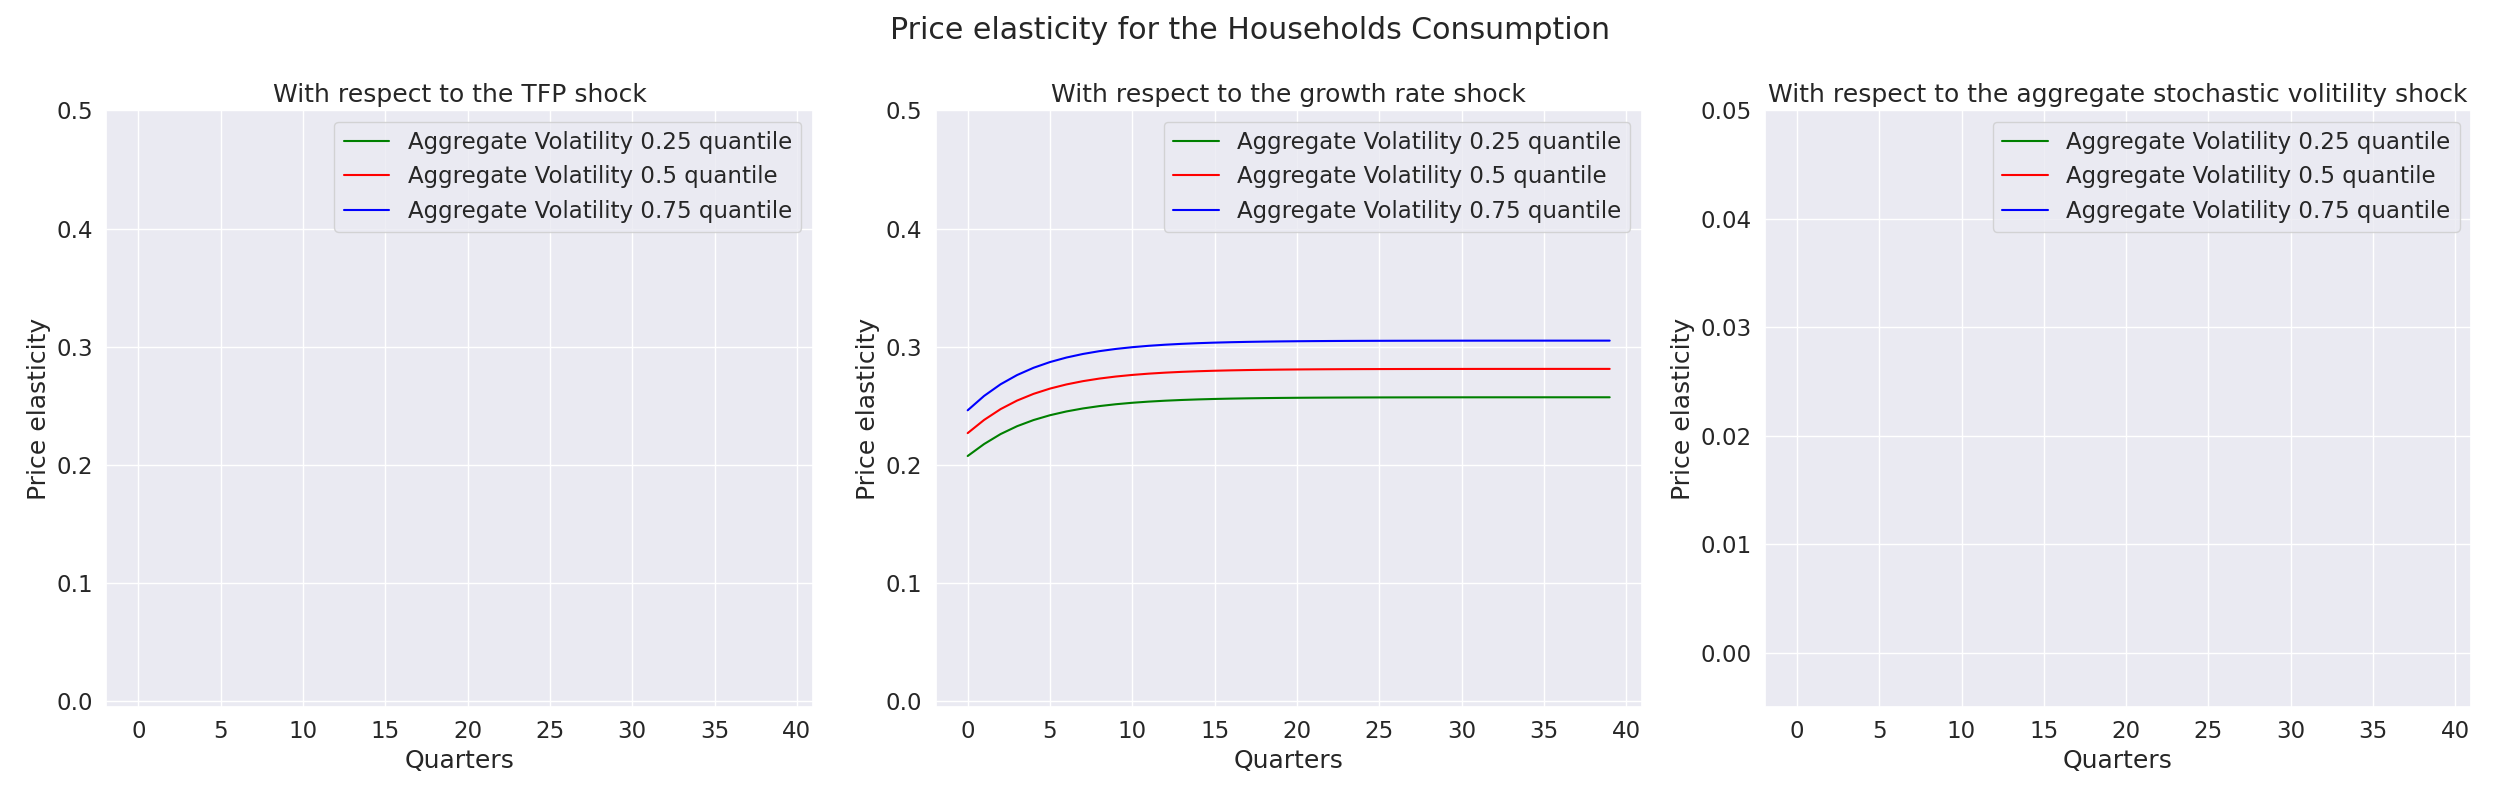 Price elasticity for the Households Consumption
With respect to the TFP shock
0.5
0.4
0.3
0.2
0.1
0.0
Price elasticity
Aggregate Volatility 0.25 quantile
Aggregate Volatility 0.5 quantile
Aggregate Volatility 0.75 quantile
0 5 10 15 20 25 30 35 40
Quarters
With respect to the growth rate shock
0.5
0.4
0.3
0.2
0.1
0.0
Price elasticity
Aggregate Volatility 0.25 quantile
Aggregate Volatility 0.5 quantile
Aggregate Volatility 0.75 quantile
0 5 10 15 20 25 30 35 40
Quarters
With respect to the aggregate stochastic volitility shock
0.05
0.04
0.03
0.02
0.01
0.00
Price elasticity
Aggregate Volatility 0.25 quantile
Aggregate Volatility 0.5 quantile
Aggregate Volatility 0.75 quantile
0 5 10 15 20 25 30 35 40
Quarters